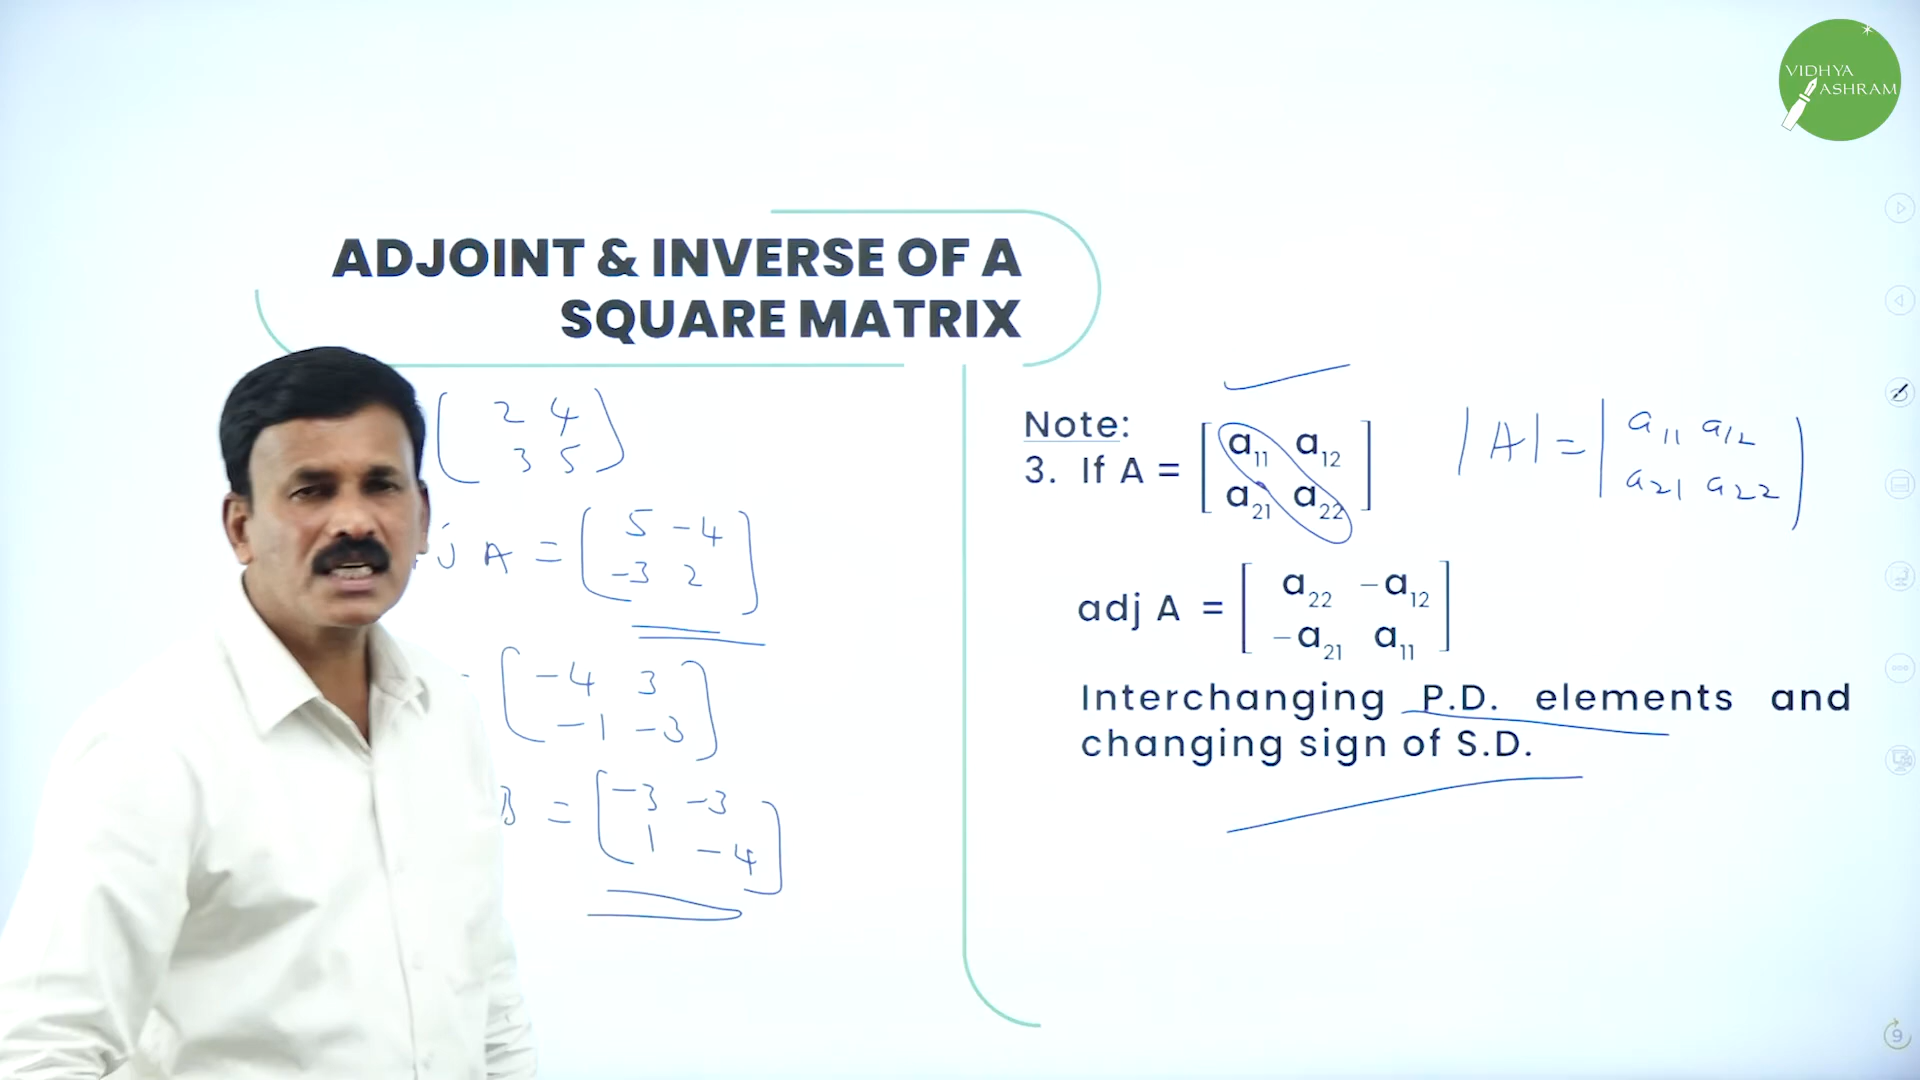 VIDHYA
ASHRAM
ADJOINT & INVERSE OF A
SQUARE MATRIX
2 4
3 5
j A = 5 -4
-3 2
-4 3
-1 -3
B = -3 -3
1 -4
Note:
3. If A = a11 a12
a21 a22
|A| = a11 a12
a21 a22
adj A = a22 -a12
-a21 a11
Interchanging P.D. elements and
changing sign of S.D.
9